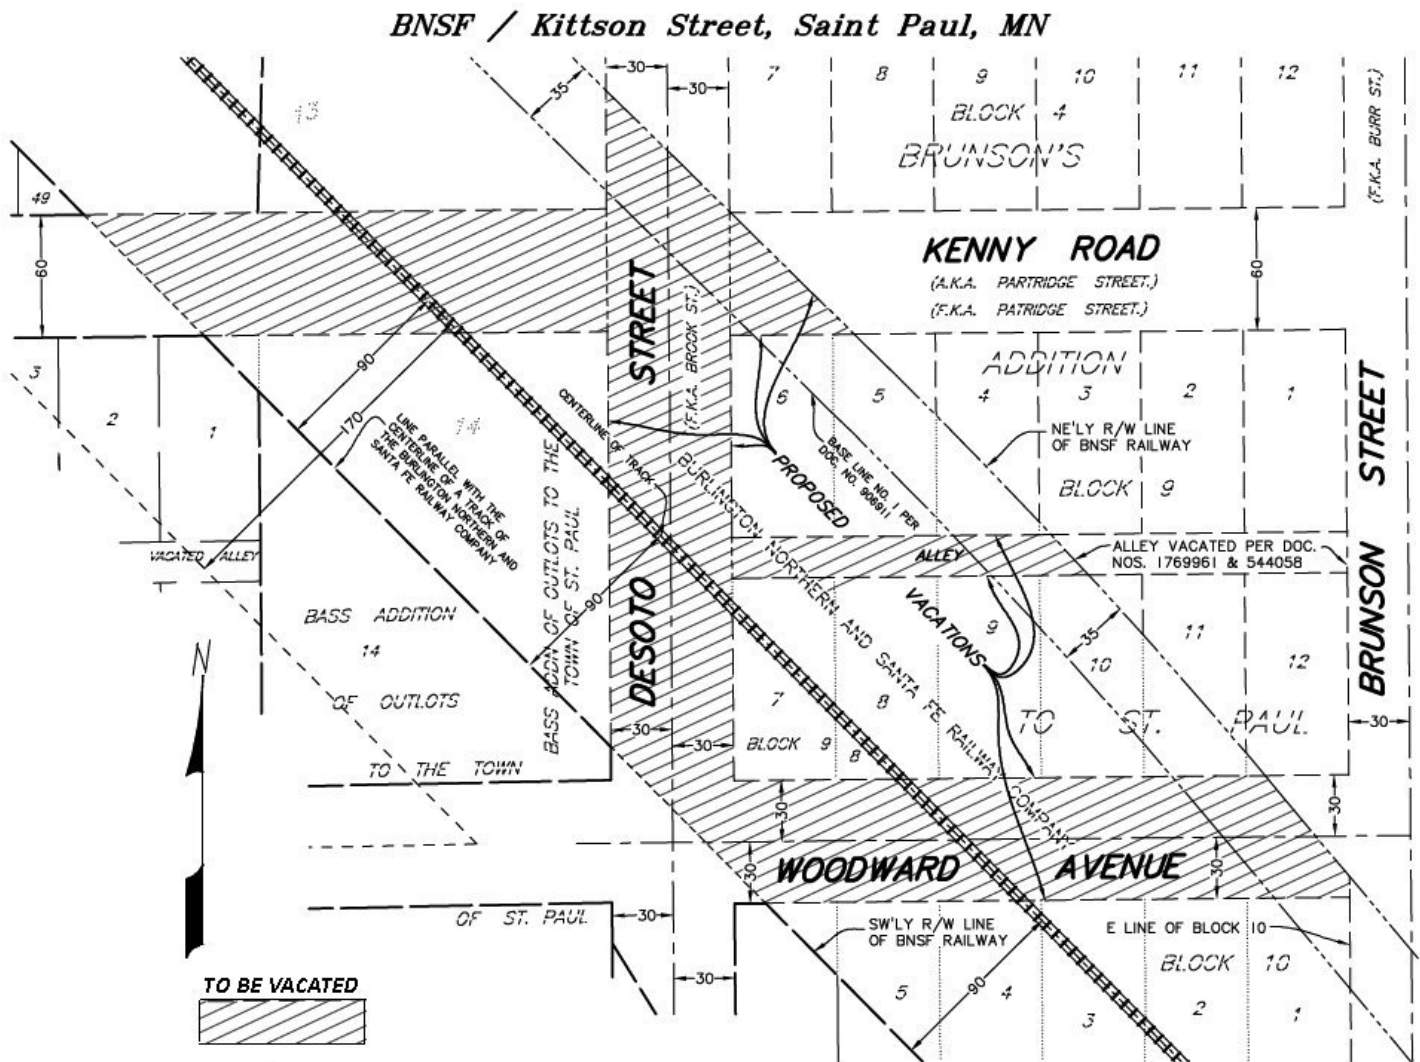 BNSF / Kittson Street, Saint Paul, MN
30
30
35
7
8
9
10
11
12
BLOCK 4
BRUNSON'S
(F.K.A. BURR ST.)
13
49
60
KENNY ROAD
(A.K.A. PARTRIDGE STREET.)
(F.K.A. PATRIDGE STREET.)
60
DESOTO STREET
(F.K.A. BROOK ST.)
ADDITION
3
2
1
14
90
170
LINE PARALLEL WITH THE
CENTERLINE OF A TRACK OF
THE BURLINGTON NORTHERN AND
SANTA FE RAILWAY COMPANY
CENTERLINE OF TRACK
6
5
4
3
2
1
BASE LINE NO. 1 PER
DOC. NO. 906911
NE'LY R/W LINE
OF BNSF RAILWAY
BLOCK 9
BRUNSON STREET
PROPOSED
VACATIONS
BURLINGTON NORTHERN AND SANTA FE RAILWAY COMPANY
ALLEY
ALLEY VACATED PER DOC.
NOS. 1769961 & 544058
VACATED ALLEY
BASS ADDN OF OUTLOTS TO THE
TOWN OF ST. PAUL
90
35
BASS ADDITION
14
OF OUTLOTS
TO THE TOWN
OF ST. PAUL
N
7
8
9
10
11
12
BLOCK 9
8
TO ST. PAUL
30
30
30
30
30
30
30
WOODWARD AVENUE
30
30
SW'LY R/W LINE
OF BNSF RAILWAY
E LINE OF BLOCK 10
BLOCK 10
90
5
4
3
2
1
TO BE VACATED